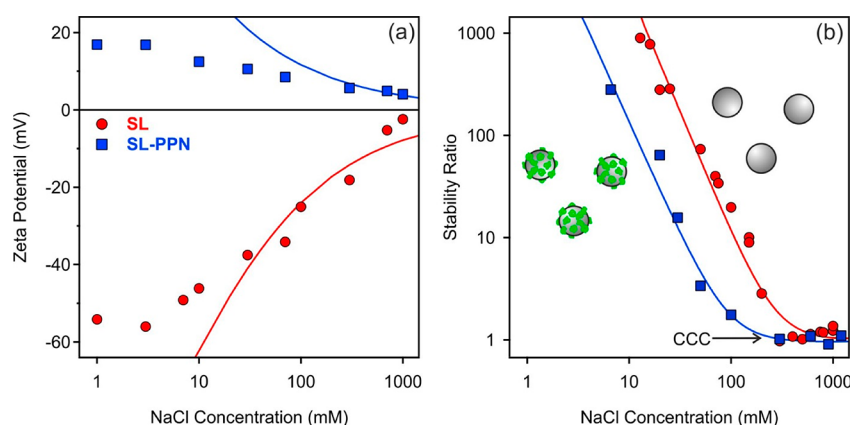 (a)
20
0
-20
-40
-60
Zeta Potential (mV)
SL
SL-PPN
1
10
100
1000
NaCl Concentration (mM)
(b)
1000
100
10
1
Stability Ratio
CCC
1
10
100
1000
NaCl Concentration (mM)